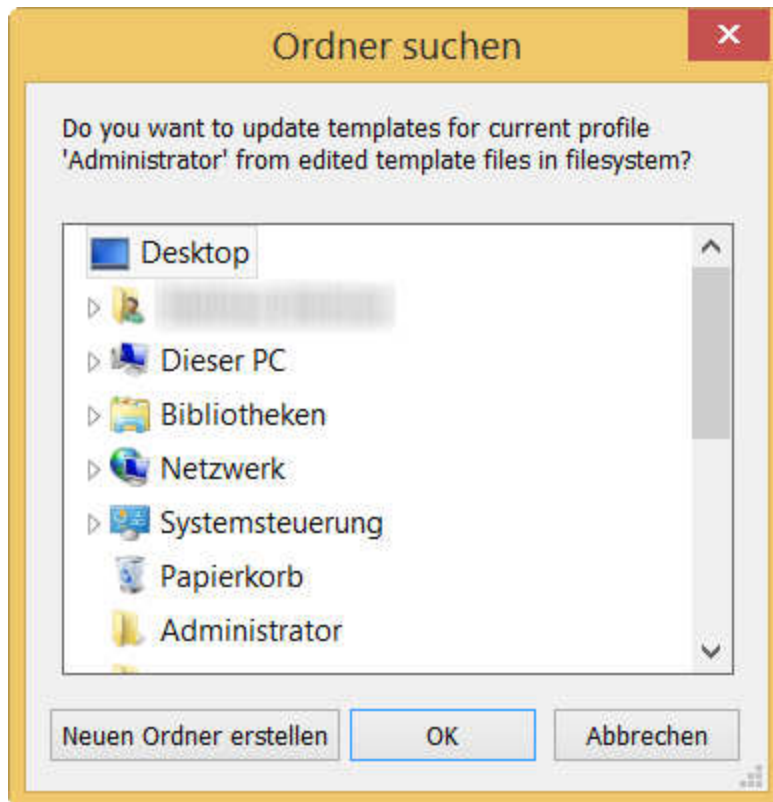 Ordner suchen
Do you want to update templates for current profile
'Administrator' from edited template files in filesystem?
Desktop
Dieser PC
Bibliotheken
Netzwerk
Systemsteuerung
Papierkorb
Administrator
Neuen Ordner erstellen
OK
Abbrechen